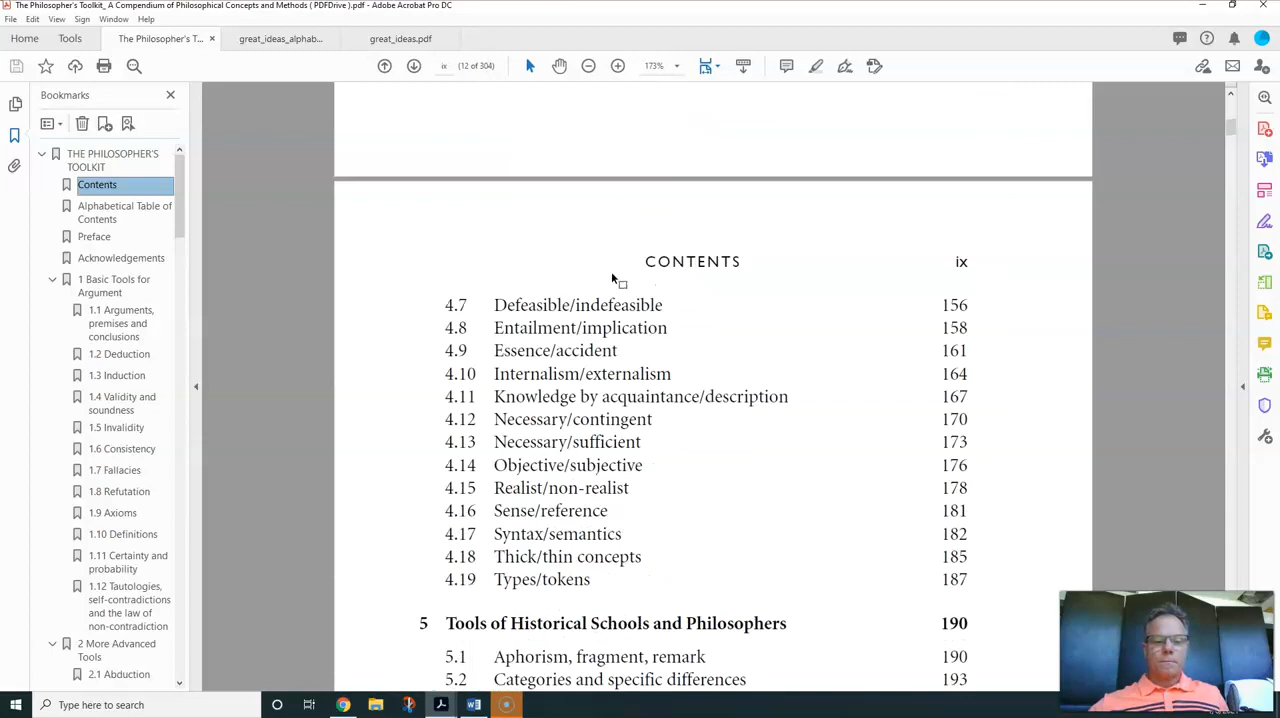 The Philosopher's Toolkit_ A Compendium of Philosophical Concepts and Methods ( PDFDrive ).pdf - Adobe Acrobat Pro DC
File Edit View Sign Window Help
Home Tools The Philosopher's T... × great_ideas_alphab... great_ideas.pdf
ix (12 of 304) 173%
Bookmarks
THE PHILOSOPHER'S
TOOLKIT
Contents
Alphabetical Table of
Contents
Preface
Acknowledgements
1 Basic Tools for
Argument
1.1 Arguments,
premises and
conclusions
1.2 Deduction
1.3 Induction
1.4 Validity and
soundness
1.5 Invalidity
1.6 Consistency
1.7 Fallacies
1.8 Refutation
1.9 Axioms
1.10 Definitions
1.11 Certainty and
probability
1.12 Tautologies,
self-contradictions
and the law of
non-contradiction
2 More Advanced
Tools
2.1 Abduction
CONTENTS ix
4.7 Defeasible/indefeasible 156
4.8 Entailment/implication 158
4.9 Essence/accident 161
4.10 Internalism/externalism 164
4.11 Knowledge by acquaintance/description 167
4.12 Necessary/contingent 170
4.13 Necessary/sufficient 173
4.14 Objective/subjective 176
4.15 Realist/non-realist 178
4.16 Sense/reference 181
4.17 Syntax/semantics 182
4.18 Thick/thin concepts 185
4.19 Types/tokens 187
5 Tools of Historical Schools and Philosophers 190
5.1 Aphorism, fragment, remark 190
5.2 Categories and specific differences 193
Type here to search